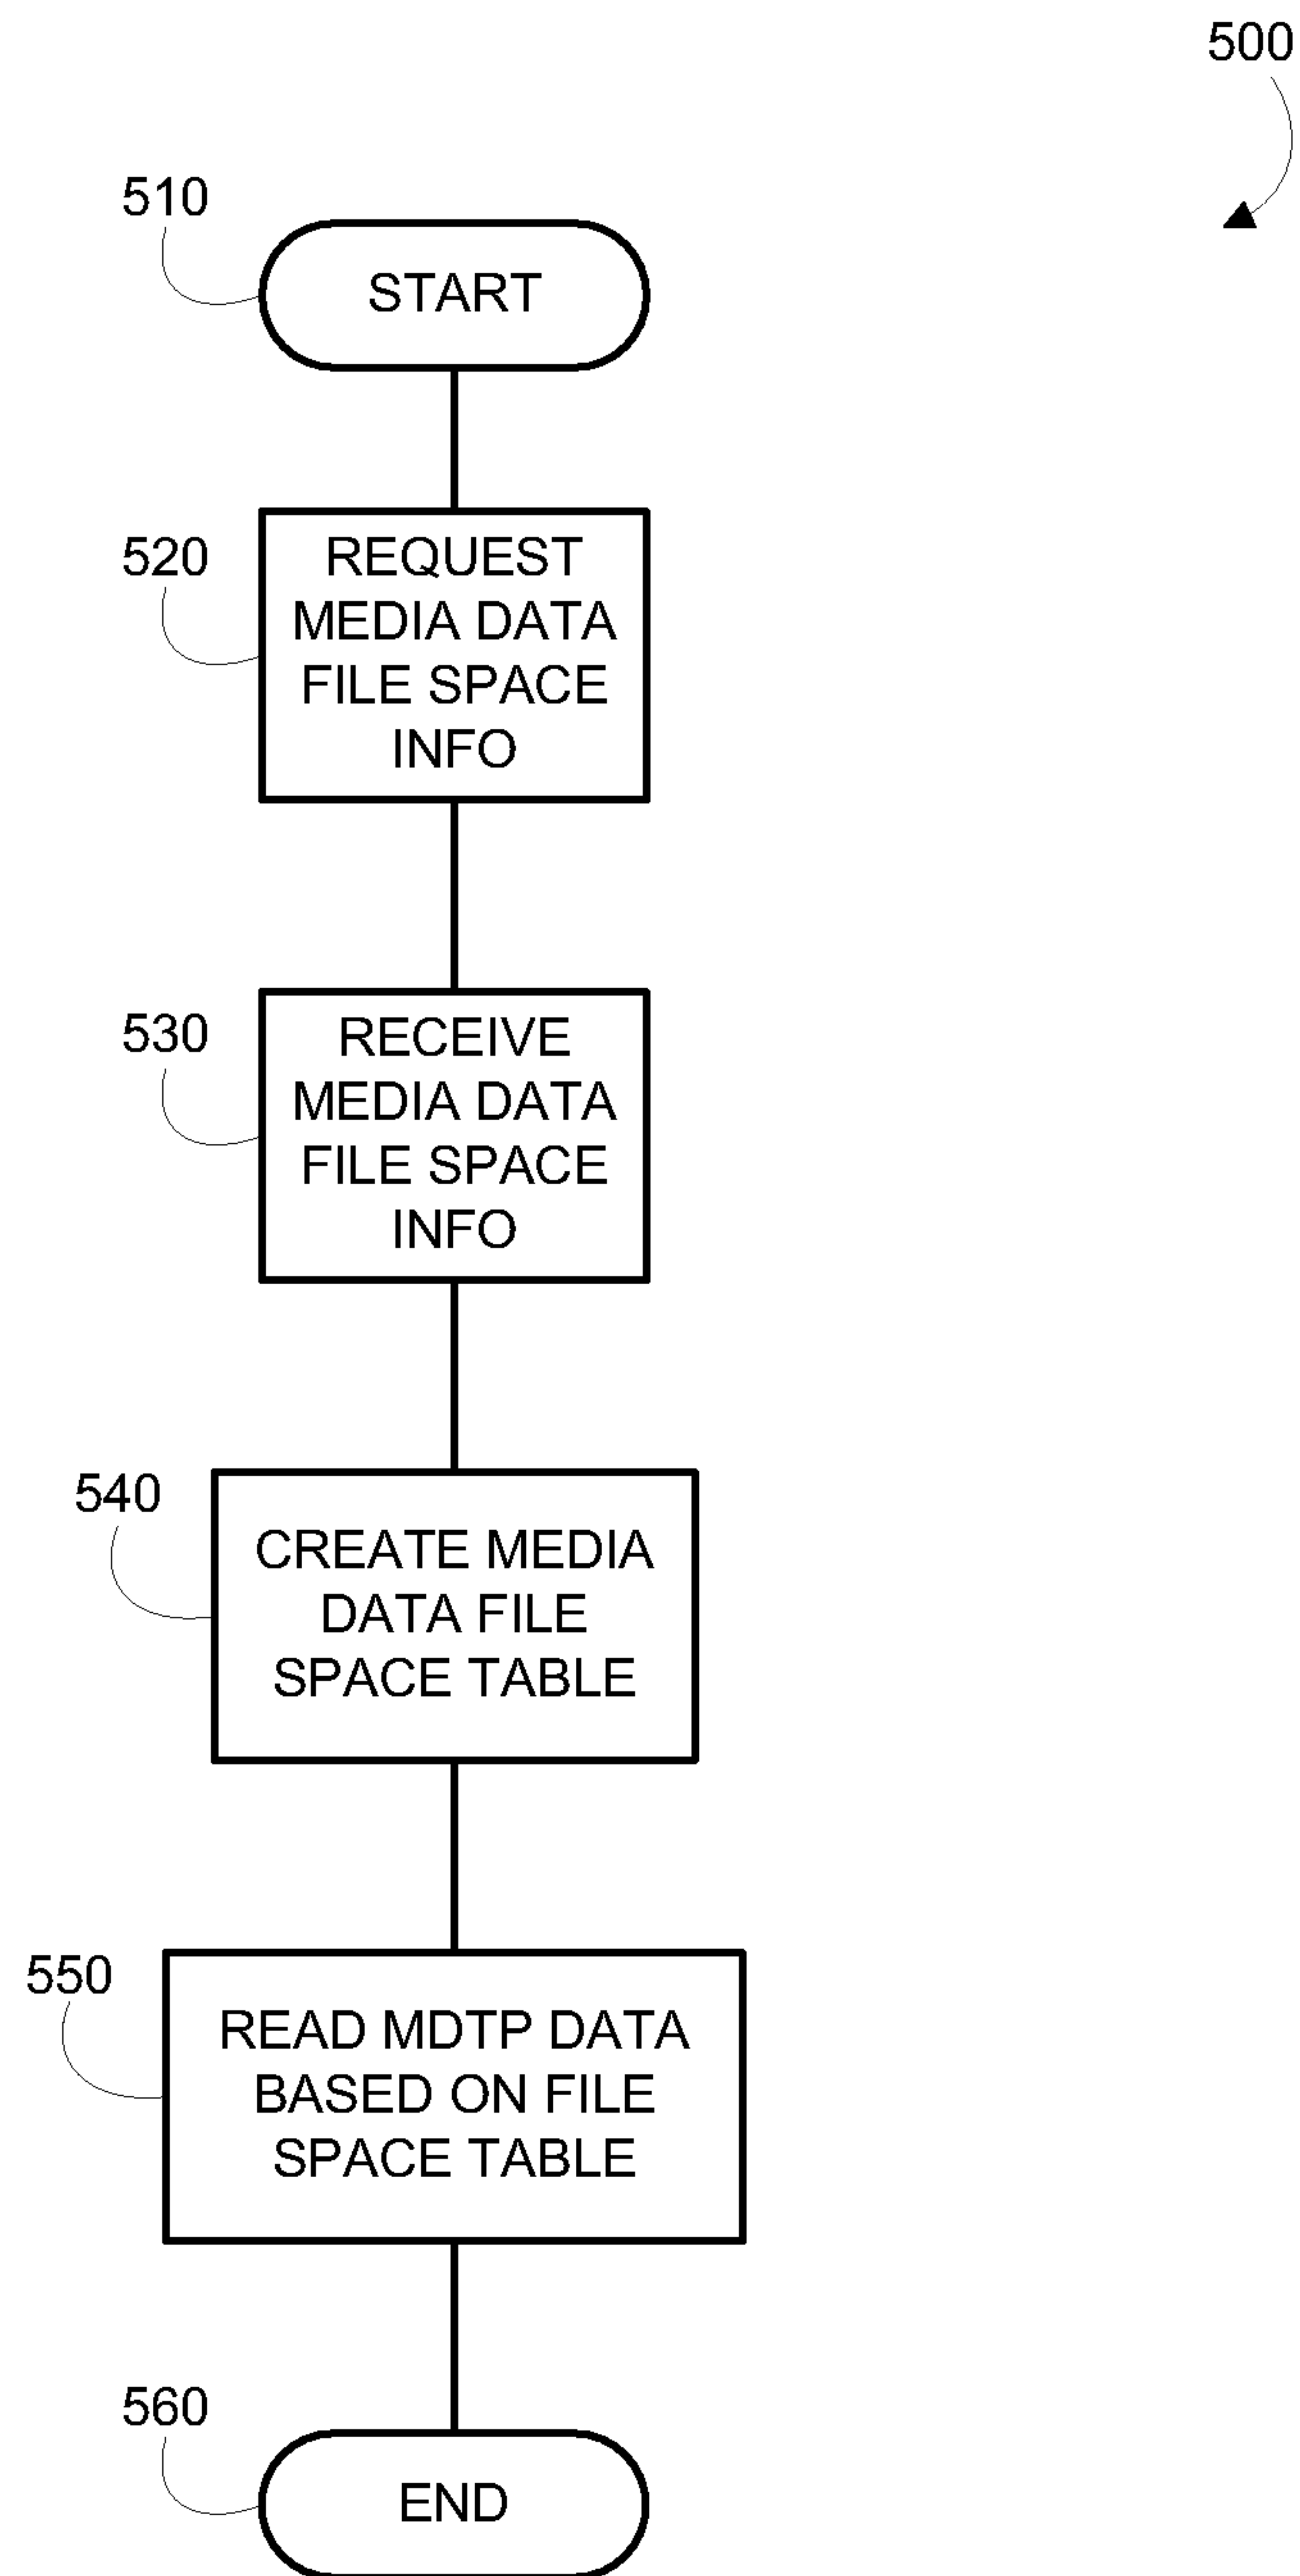 500
510
START
520
REQUEST
MEDIA DATA
FILE SPACE
INFO
530
RECEIVE
MEDIA DATA
FILE SPACE
INFO
540
CREATE MEDIA
DATA FILE
SPACE TABLE
550
READ MDTP DATA
BASED ON FILE
SPACE TABLE
560
END